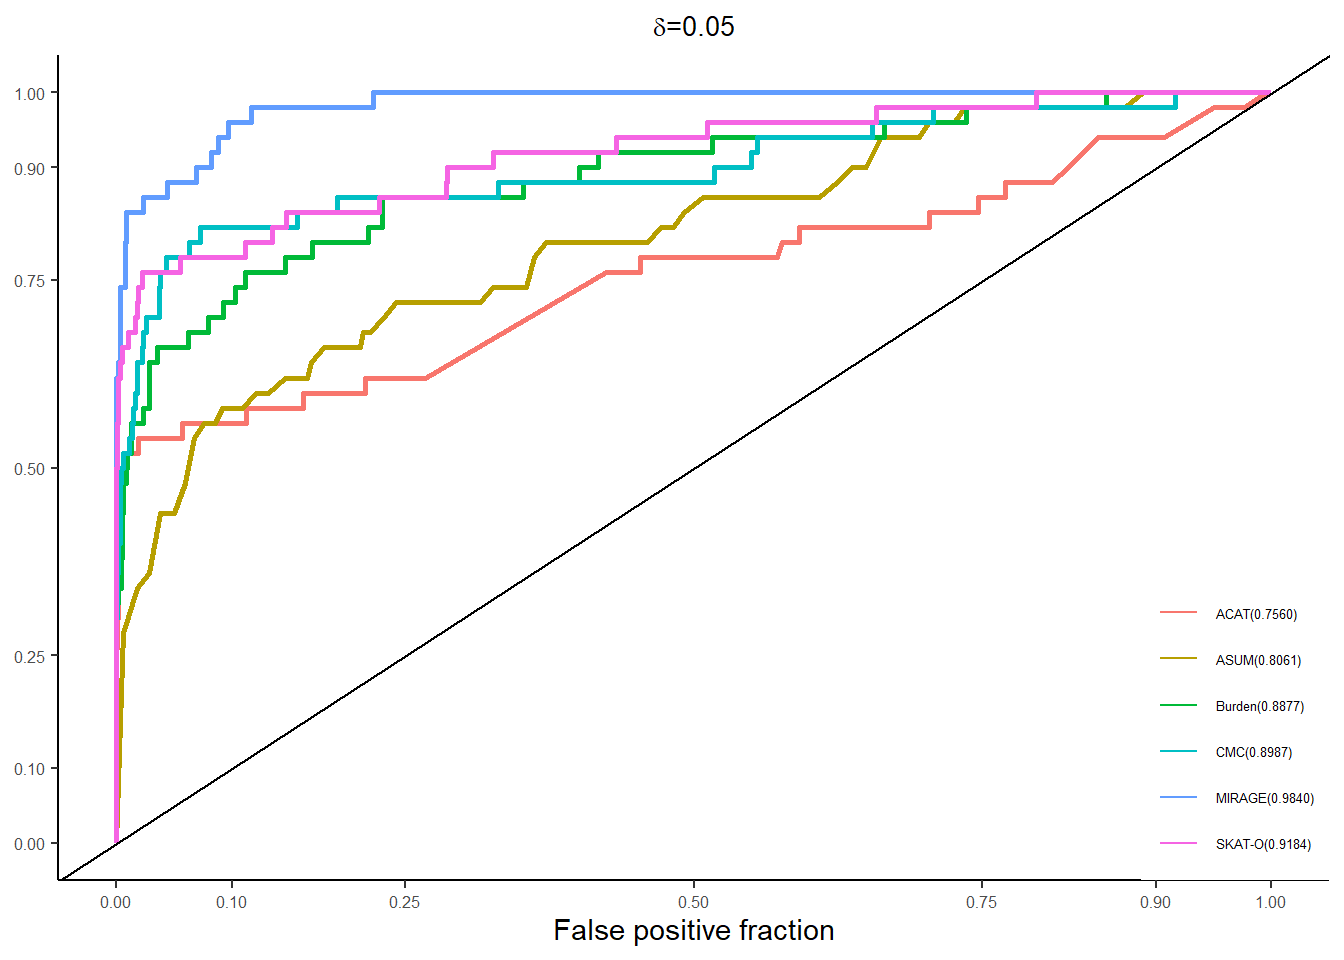 δ=0.05
1.00
0.90
0.75
0.50
0.25
0.10
0.00
ACAT(0.7560)
ASUM(0.8061)
Burden(0.8877)
CMC(0.8987)
MIRAGE(0.9840)
SKAT-O(0.9184)
0.00 0.10 0.25 0.50 0.75 0.90 1.00
False positive fraction